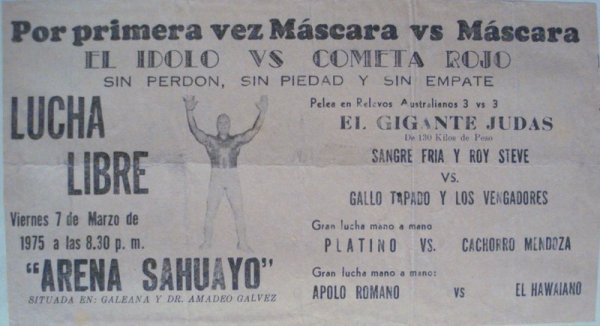 Por primera vez Máscara vs Máscara
EL IDOLO VS COMETA ROJO
SIN PERDON, SIN PIEDAD Y SIN EMPATE
LUCHA
LIBRE
Viernes 7 de Marzo de
1975 a las 8.30 p. m.
"ARENA SAHUAYO"
SITUADA EN: GALEANA Y DR. AMADEO GALVEZ
Pelea en Relevos Australianos 3 vs 3
EL GIGANTE JUDAS
De 130 Kilos de Peso
SANGRE FRIA Y ROY STEVE
VS.
GALLO TAPADO Y LOS VENGADORES
Gran lucha mano a mano
PLATINO VS. CACHORRO MENDOZA
Gran lucha mano a mano:
APOLO ROMANO vs EL HAWAIANO